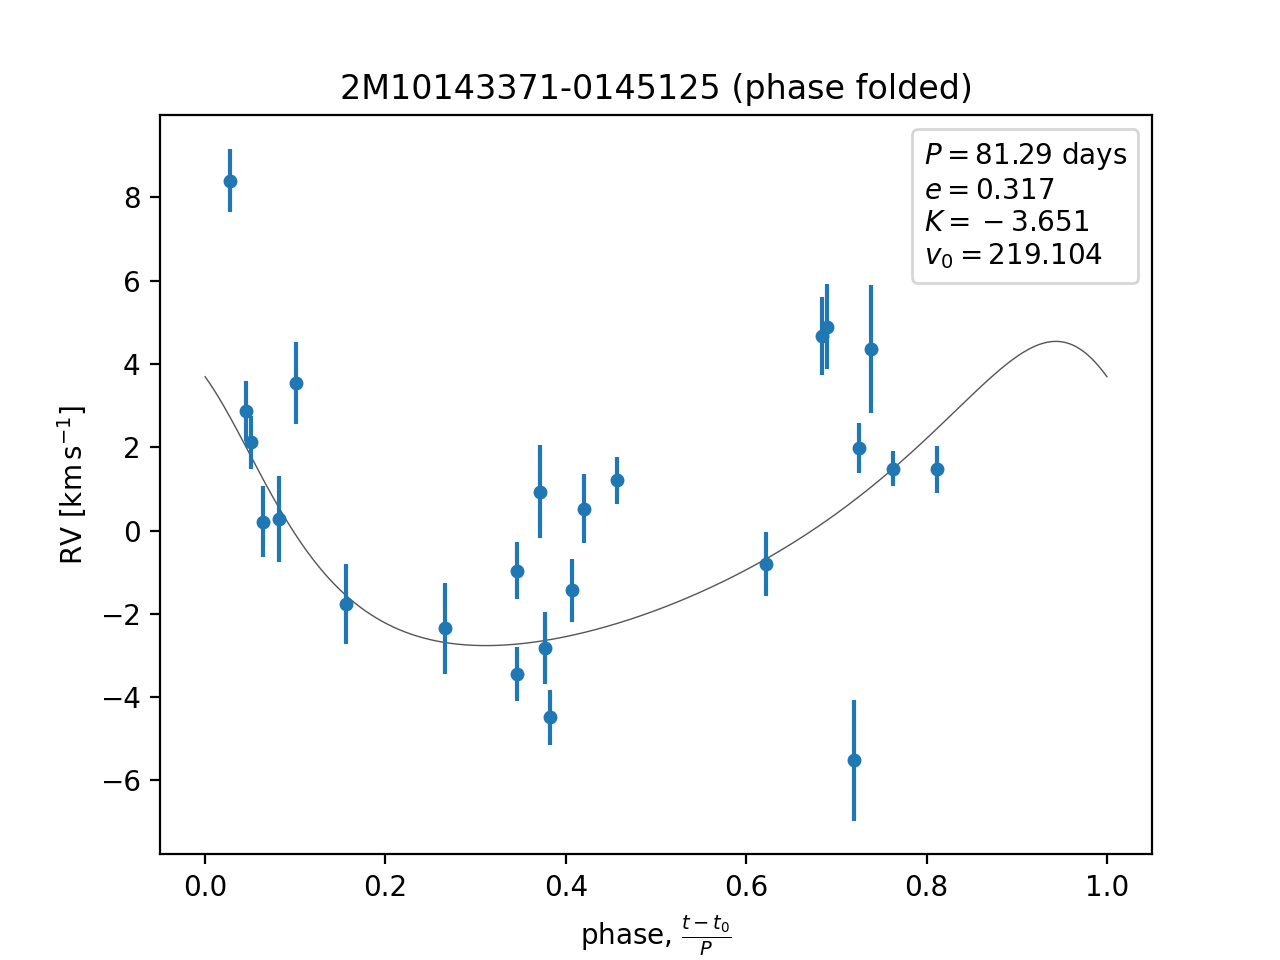 2M10143371-0145125 (phase folded)
P = 81.29 days
e = 0.317
K = −3.651
v₀ = 219.104
RV [km s⁻¹]
8
6
4
2
0
−2
−4
−6
0.0 0.2 0.4 0.6 0.8 1.0
phase, (t − t₀)/P